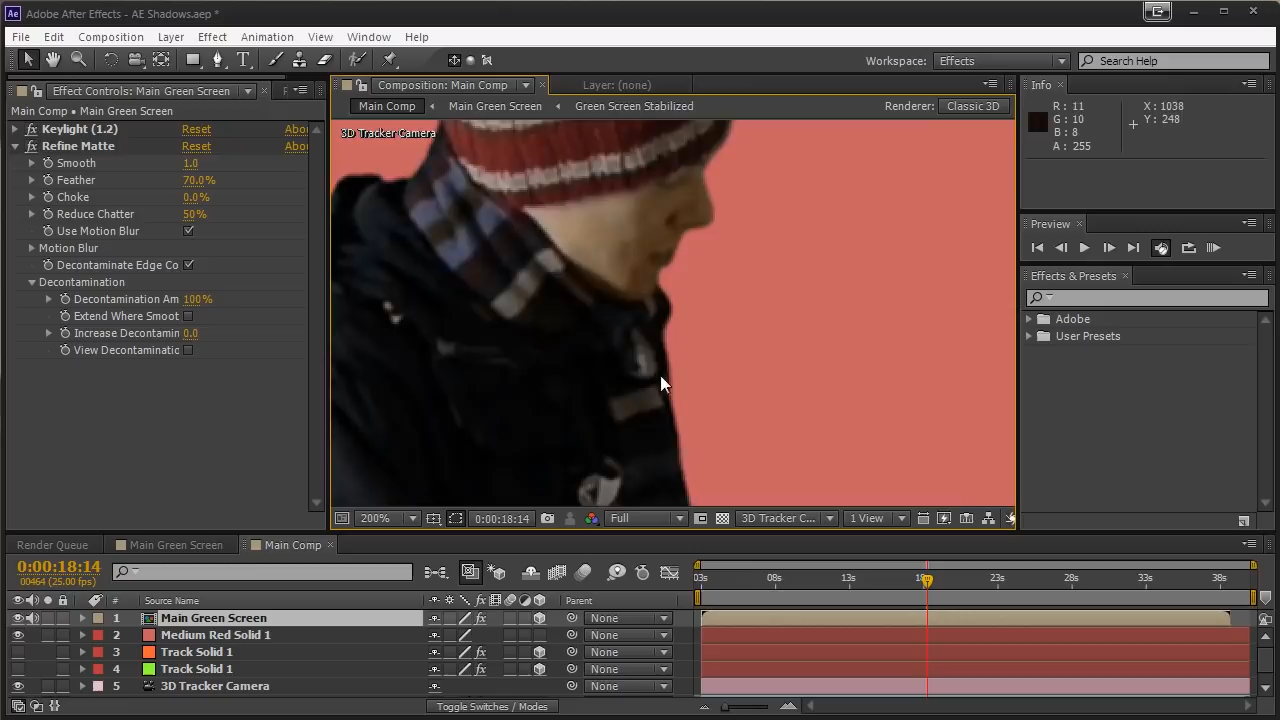 Adobe After Effects - AE Shadows.aep *
File Edit Composition Layer Effect Animation View Window Help
Workspace: Effects Search Help
Effect Controls: Main Green Screen
Main Comp • Main Green Screen
Keylight (1.2) Reset Abo
Refine Matte Reset Abo
Smooth 1.0
Feather 70.0%
Choke 0.0%
Reduce Chatter 50%
Use Motion Blur
Motion Blur
Decontaminate Edge Co
Decontamination
Decontamination Am 100%
Extend Where Smoot
Increase Decontamin 0.0
View Decontaminatio
Composition: Main Comp Layer: (none)
Main Comp Main Green Screen Green Screen Stabilized Renderer: Classic 3D
3D Tracker Camera
200% 0:00:18:14 Full 3D Tracker C... 1 View
Info
R: 11 X: 1038
G: 10 Y: 248
B: 8
A: 255
Preview
Effects & Presets
Adobe
User Presets
Render Queue Main Green Screen Main Comp
0:00:18:14
00464 (25.00 fps)
03s 08s 13s 18s 23s 28s 33s 38s
# Source Name Parent
1 Main Green Screen None
2 Medium Red Solid 1 None
3 Track Solid 1 None
4 Track Solid 1 None
5 3D Tracker Camera None
Toggle Switches / Modes